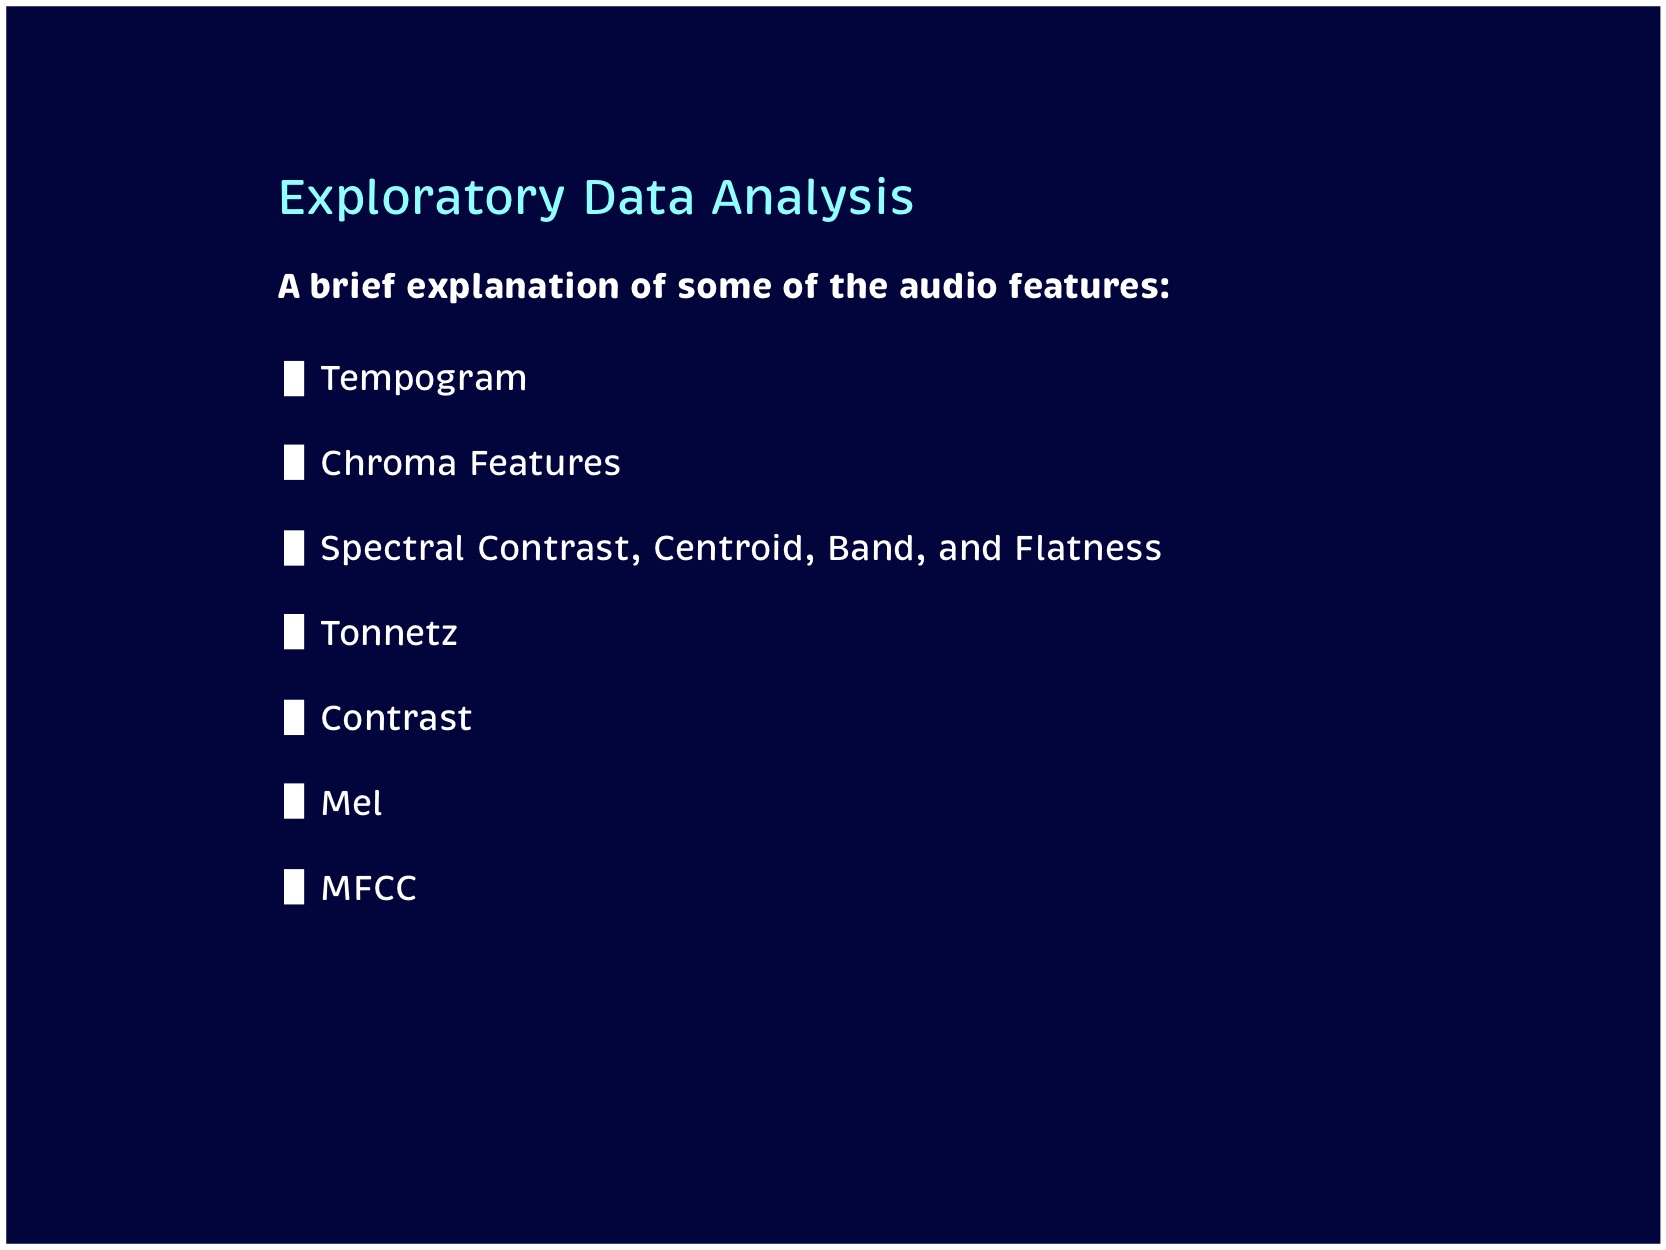 Exploratory Data Analysis
A brief explanation of some of the audio features:
█ Tempogram
█ Chroma Features
█ Spectral Contrast, Centroid, Band, and Flatness
█ Tonnetz
█ Contrast
█ Mel
█ MFCC